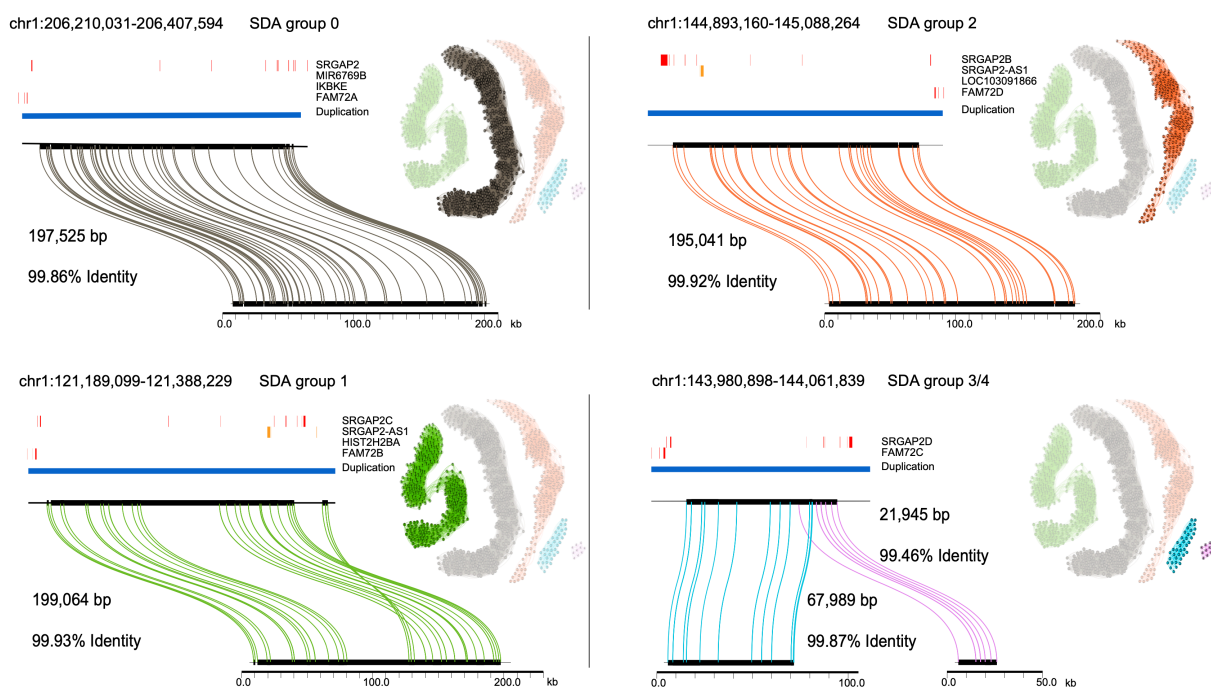 chr1:206,210,031-206,407,594 SDA group 0
SRGAP2
MIR6769B
IKBKE
FAM72A
Duplication
197,525 bp
99.86% Identity
0.0 100.0 200.0 kb
chr1:144,893,160-145,088,264 SDA group 2
SRGAP2B
SRGAP2-AS1
LOC103091866
FAM72D
Duplication
195,041 bp
99.92% Identity
0.0 100.0 200.0 kb
chr1:121,189,099-121,388,229 SDA group 1
SRGAP2C
SRGAP2-AS1
HIST2H2BA
FAM72B
Duplication
199,064 bp
99.93% Identity
0.0 100.0 200.0 kb
chr1:143,980,898-144,061,839 SDA group 3/4
SRGAP2D
FAM72C
Duplication
21,945 bp
99.46% Identity
67,989 bp
99.87% Identity
0.0 100.0 0.0 50.0 kb